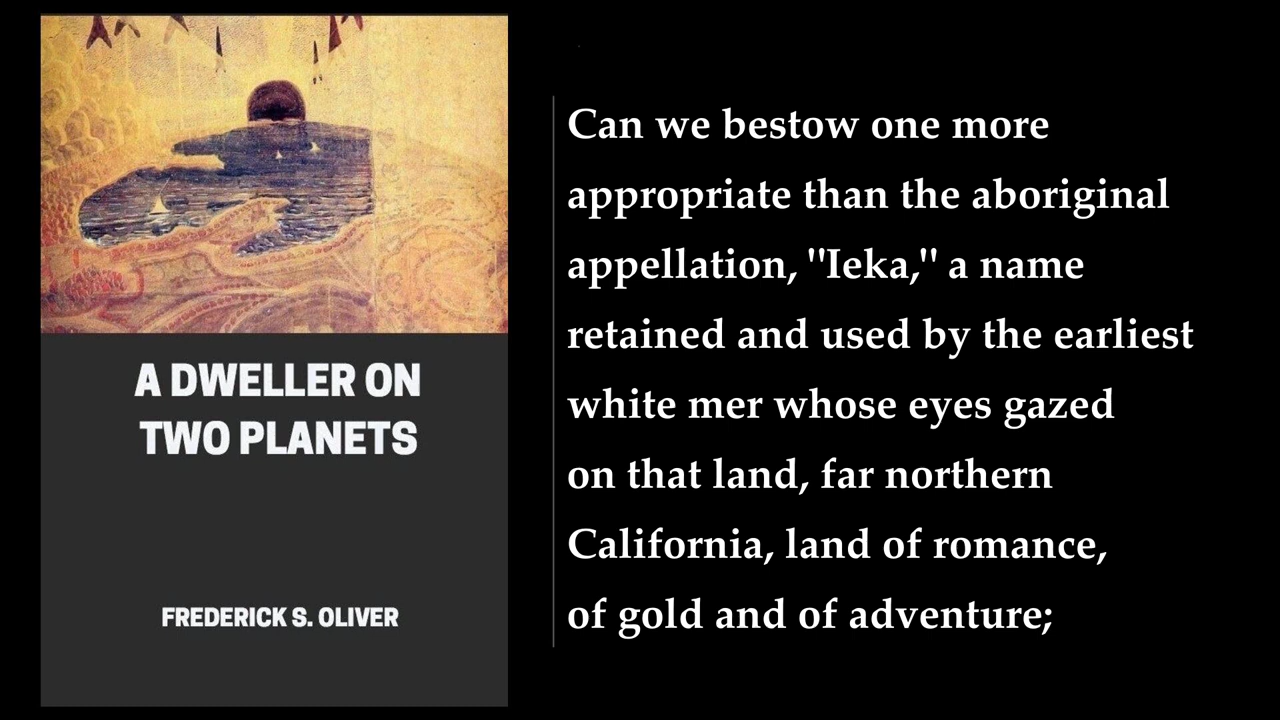 A DWELLER ON
TWO PLANETS
FREDERICK S. OLIVER
Can we bestow one more
appropriate than the aboriginal
appellation, "Ieka," a name
retained and used by the earliest
white mer whose eyes gazed
on that land, far northern
California, land of romance,
of gold and of adventure;